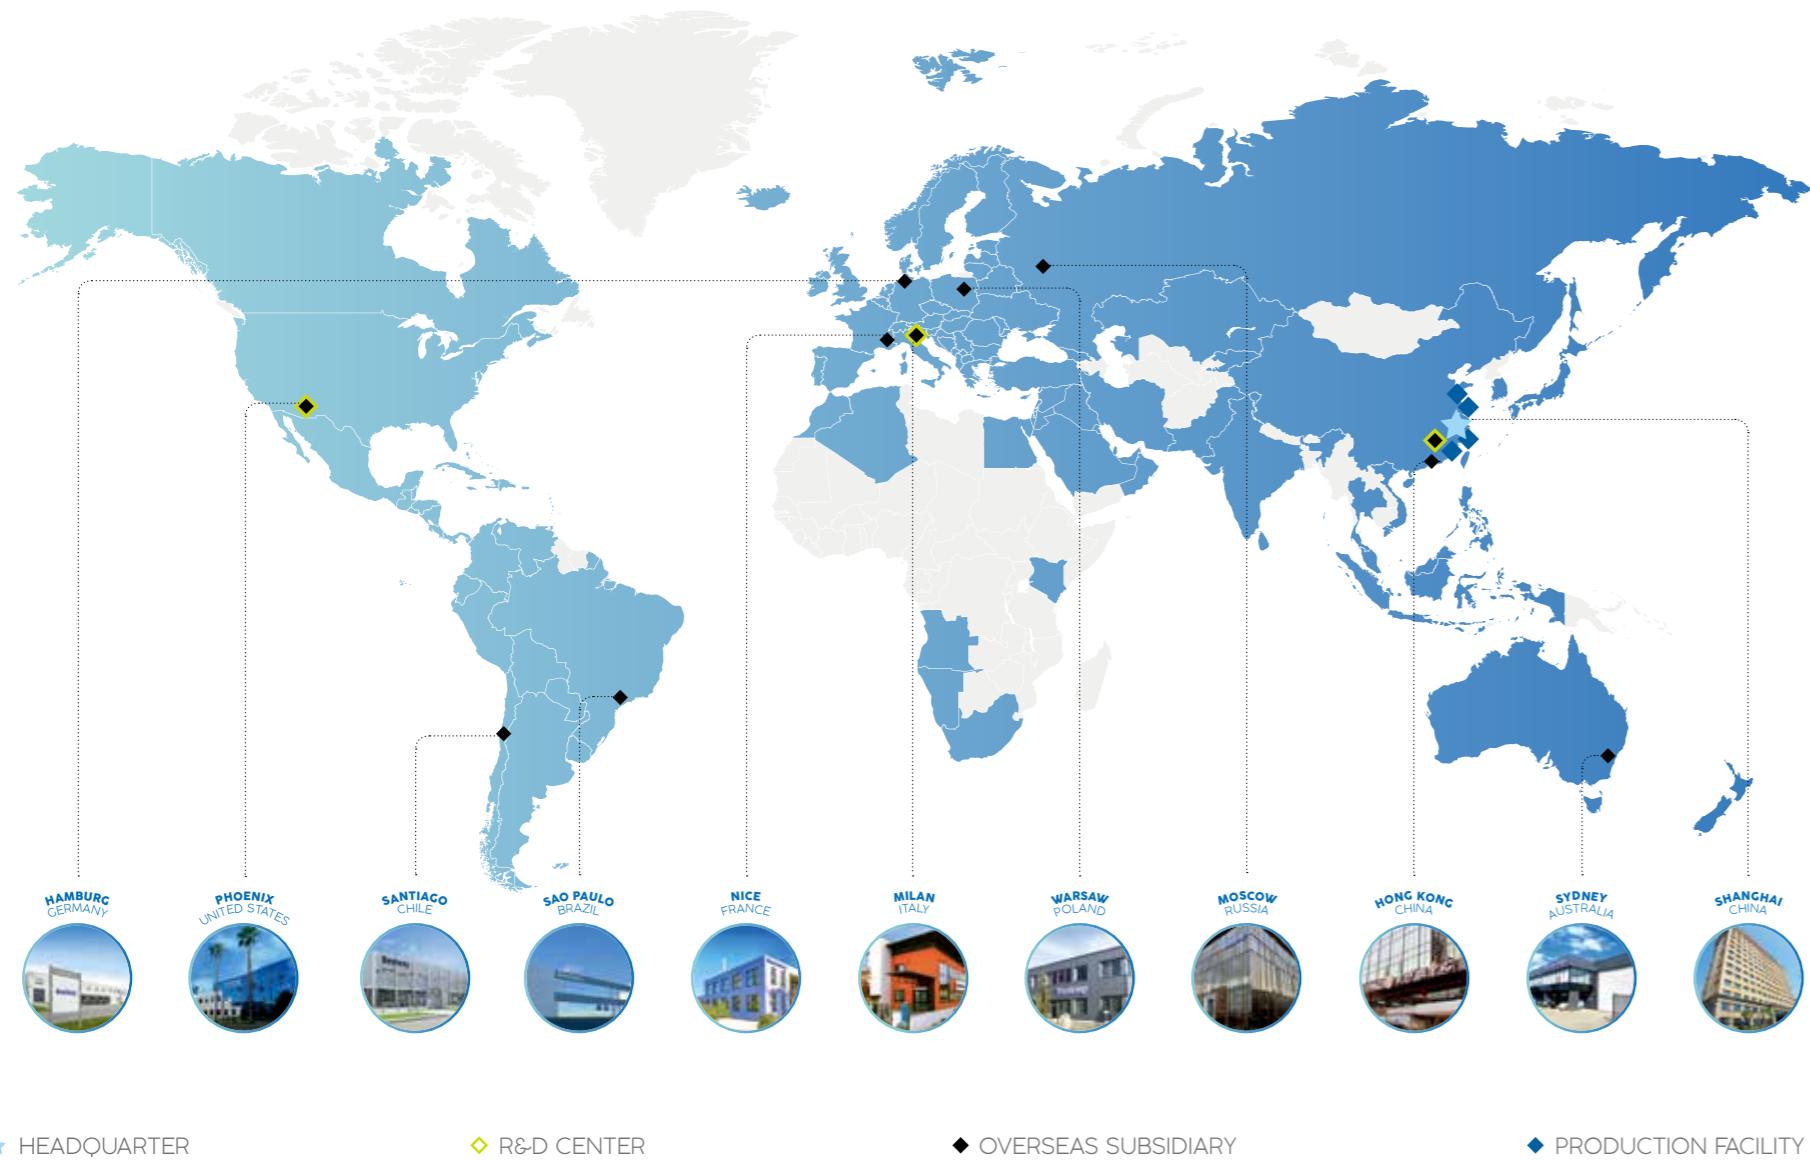 HAMBURG
GERMANY
PHOENIX
UNITED STATES
SANTIAGO
CHILE
SAO PAULO
BRAZIL
NICE
FRANCE
MILAN
ITALY
WARSAW
POLAND
MOSCOW
RUSSIA
HONG KONG
CHINA
SYDNEY
AUSTRALIA
SHANGHAI
CHINA
HEADQUARTER
R&D CENTER
OVERSEAS SUBSIDIARY
PRODUCTION FACILITY